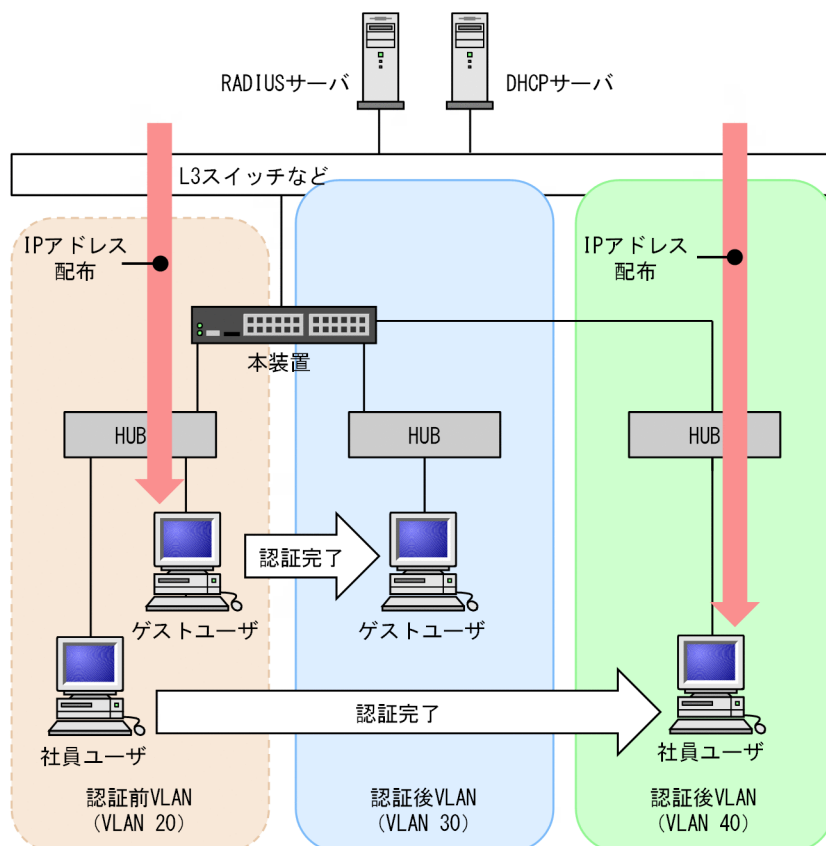 RADIUSサーバ
DHCPサーバ
L3スイッチなど
IPアドレス
配布
IPアドレス
配布
本装置
HUB
HUB
HUB
認証完了
ゲストユーザ
ゲストユーザ
認証完了
社員ユーザ
社員ユーザ
認証前VLAN
(VLAN 20)
認証後VLAN
(VLAN 30)
認証後VLAN
(VLAN 40)